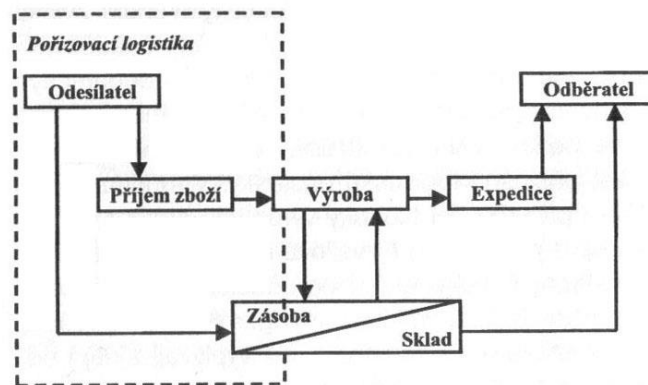 Pořizovací logistika
Odesílatel
Odběratel
Příjem zboží
Výroba
Expedice
Zásoba
Sklad